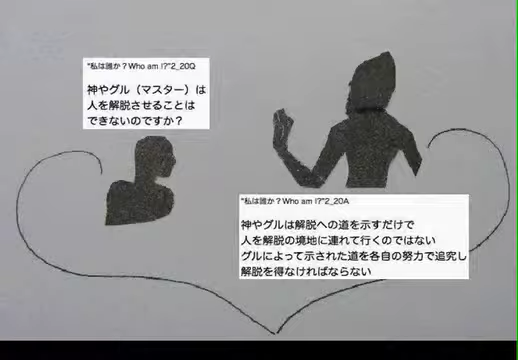 "私は誰か？Who am I?"2_20Q
神やグル（マスター）は
人を解脱させることは
できないのですか？
"私は誰か？Who am I?"2_20A
神やグルは解脱への道を示すだけで
人を解脱の境地に連れて行くのではない
グルによって示された道を各自の努力で追究し
解脱を得なければならない